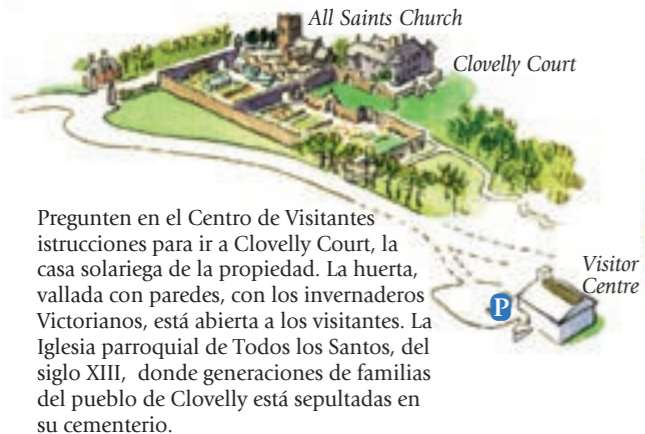 All Saints Church
Clovelly Court
Pregunten en el Centro de Visitantes
istrucciones para ir a Clovelly Court, la
casa solariega de la propiedad. La huerta,
vallada con paredes, con los invernaderos
Victorianos, está abierta a los visitantes. La
Iglesia parroquial de Todos los Santos, del
siglo XIII, donde generaciones de familias
del pueblo de Clovelly está sepultadas en
su cementerio.
Visitor
Centre
P